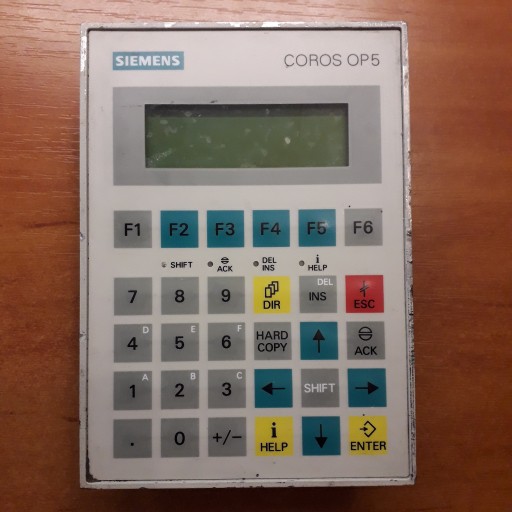 SIEMENS COROS OP5
F1 F2 F3 F4 F5 F6
SHIFT ACK DEL INS i HELP
7 8 9 DIR DEL INS ESC
D 4 E 5 F 6 HARD COPY ACK
A 1 B 2 C 3 SHIFT
. 0 +/- i HELP ENTER